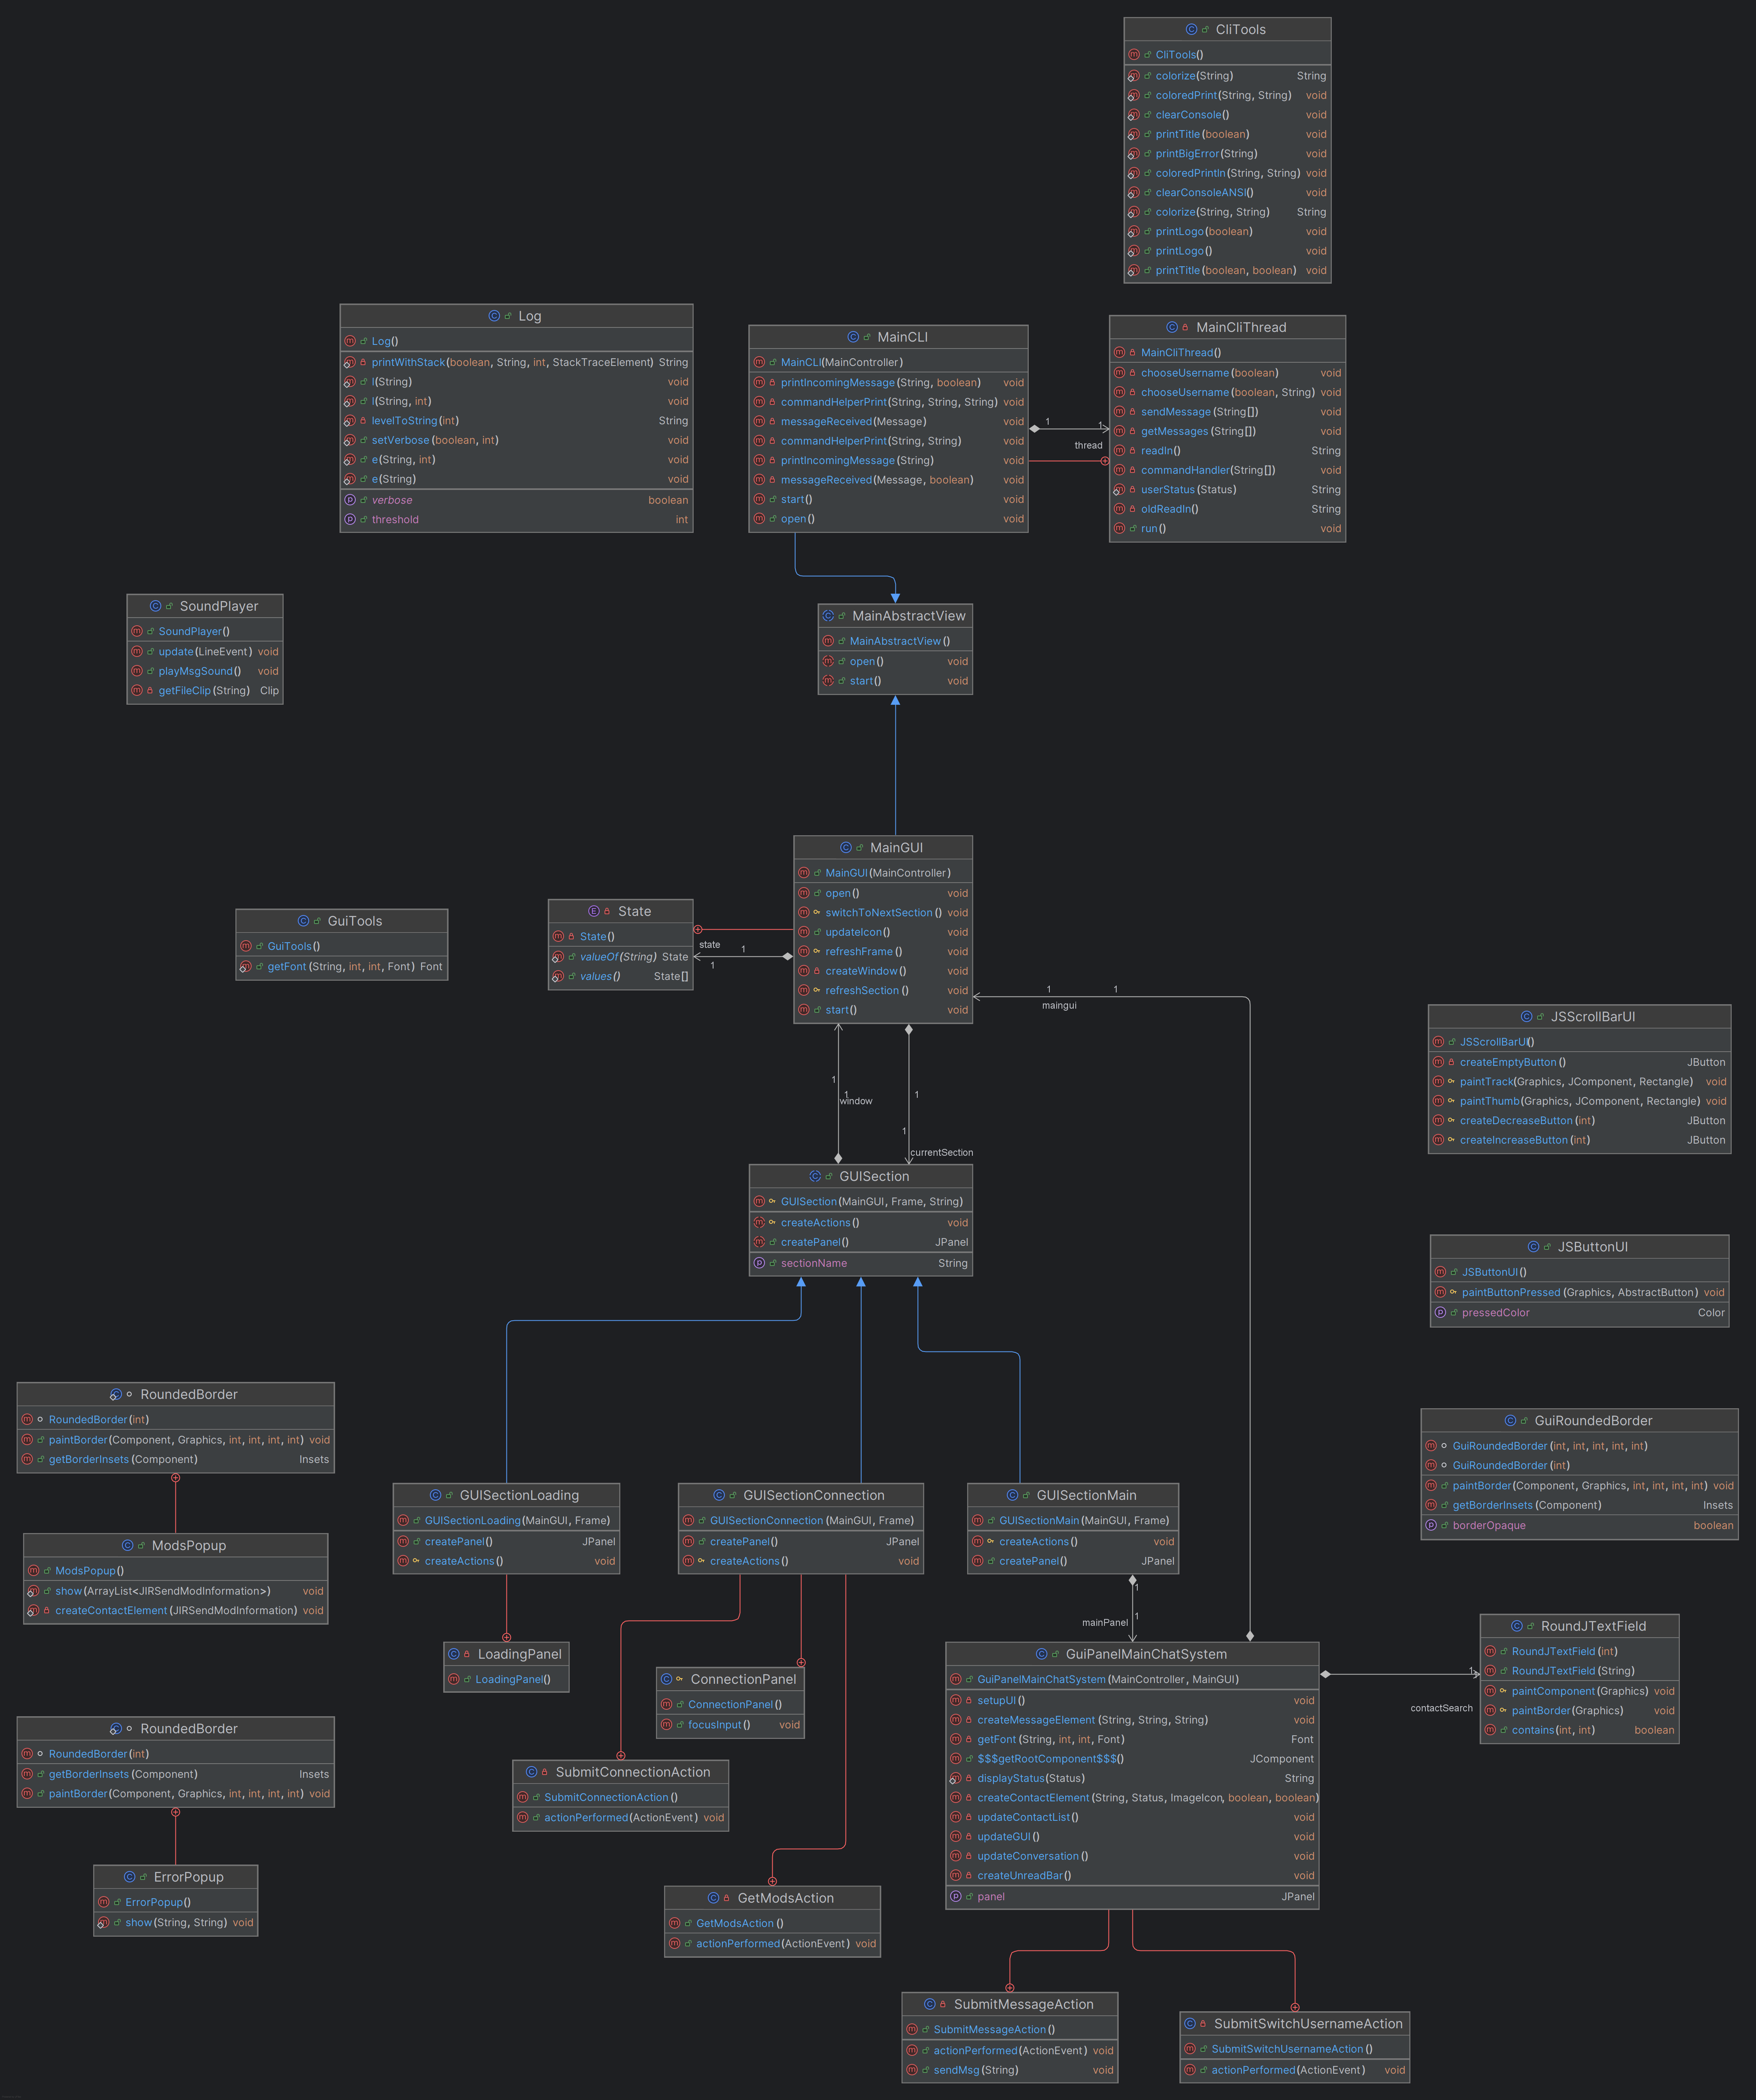 CliTools
CliTools()
colorize(String) String
coloredPrint(String, String) void
clearConsole() void
printTitle(boolean) void
printBigError(String) void
coloredPrintln(String, String) void
clearConsoleANSI() void
colorize(String, String) String
printLogo(boolean) void
printLogo() void
printTitle(boolean, boolean) void
Log
Log()
printWithStack(boolean, String, int, StackTraceElement) String
l(String) void
l(String, int) void
levelToString(int) String
setVerbose(boolean, int) void
e(String, int) void
e(String) void
verbose boolean
threshold int
MainCLI
MainCLI(MainController)
printIncomingMessage(String, boolean) void
commandHelperPrint(String, String, String) void
messageReceived(Message) void
commandHelperPrint(String, String) void
printIncomingMessage(String) void
messageReceived(Message, boolean) void
start() void
open() void
1 1
thread
MainCliThread
MainCliThread()
chooseUsername(boolean) void
chooseUsername(boolean, String) void
sendMessage(String[]) void
getMessages(String[]) void
readIn() String
commandHandler(String[]) void
userStatus(Status) String
oldReadIn() String
run() void
SoundPlayer
SoundPlayer()
update(LineEvent) void
playMsgSound() void
getFileClip(String) Clip
MainAbstractView
MainAbstractView()
open() void
start() void
MainGUI
MainGUI(MainController)
open() void
switchToNextSection() void
updateIcon() void
refreshFrame() void
createWindow() void
refreshSection() void
start() void
GuiTools
GuiTools()
getFont(String, int, int, Font) Font
State
State()
valueOf(String) State
values() State[]
state
1
1
1 1
maingui
JSScrollBarUI
JSScrollBarUI()
createEmptyButton() JButton
paintTrack(Graphics, JComponent, Rectangle) void
paintThumb(Graphics, JComponent, Rectangle) void
createDecreaseButton(int) JButton
createIncreaseButton(int) JButton
1
1
window
1
1
currentSection
GUISection
GUISection(MainGUI, Frame, String)
createActions() void
createPanel() JPanel
sectionName String
JSButtonUI
JSButtonUI()
paintButtonPressed(Graphics, AbstractButton) void
pressedColor Color
RoundedBorder
RoundedBorder(int)
paintBorder(Component, Graphics, int, int, int, int) void
getBorderInsets(Component) Insets
GuiRoundedBorder
GuiRoundedBorder(int, int, int, int, int)
GuiRoundedBorder(int)
paintBorder(Component, Graphics, int, int, int, int) void
getBorderInsets(Component) Insets
borderOpaque boolean
GUISectionLoading
GUISectionLoading(MainGUI, Frame)
createPanel() JPanel
createActions() void
GUISectionConnection
GUISectionConnection(MainGUI, Frame)
createPanel() JPanel
createActions() void
GUISectionMain
GUISectionMain(MainGUI, Frame)
createActions() void
createPanel() JPanel
ModsPopup
ModsPopup()
show(ArrayList<JIRSendModInformation>) void
createContactElement(JIRSendModInformation) void
1
mainPanel 1
LoadingPanel
LoadingPanel()
ConnectionPanel
ConnectionPanel()
focusInput() void
GuiPanelMainChatSystem
GuiPanelMainChatSystem(MainController, MainGUI)
setupUI() void
createMessageElement(String, String, String) void
getFont(String, int, int, Font) Font
$$$getRootComponent$$$() JComponent
displayStatus(Status) String
createContactElement(String, Status, ImageIcon, boolean, boolean)
updateContactList() void
updateGUI() void
updateConversation() void
createUnreadBar() void
panel JPanel
1
contactSearch
RoundJTextField
RoundJTextField(int)
RoundJTextField(String)
paintComponent(Graphics) void
paintBorder(Graphics) void
contains(int, int) boolean
RoundedBorder
RoundedBorder(int)
getBorderInsets(Component) Insets
paintBorder(Component, Graphics, int, int, int, int) void
SubmitConnectionAction
SubmitConnectionAction()
actionPerformed(ActionEvent) void
ErrorPopup
ErrorPopup()
show(String, String) void
GetModsAction
GetModsAction()
actionPerformed(ActionEvent) void
SubmitMessageAction
SubmitMessageAction()
actionPerformed(ActionEvent) void
sendMsg(String) void
SubmitSwitchUsernameAction
SubmitSwitchUsernameAction()
actionPerformed(ActionEvent) void